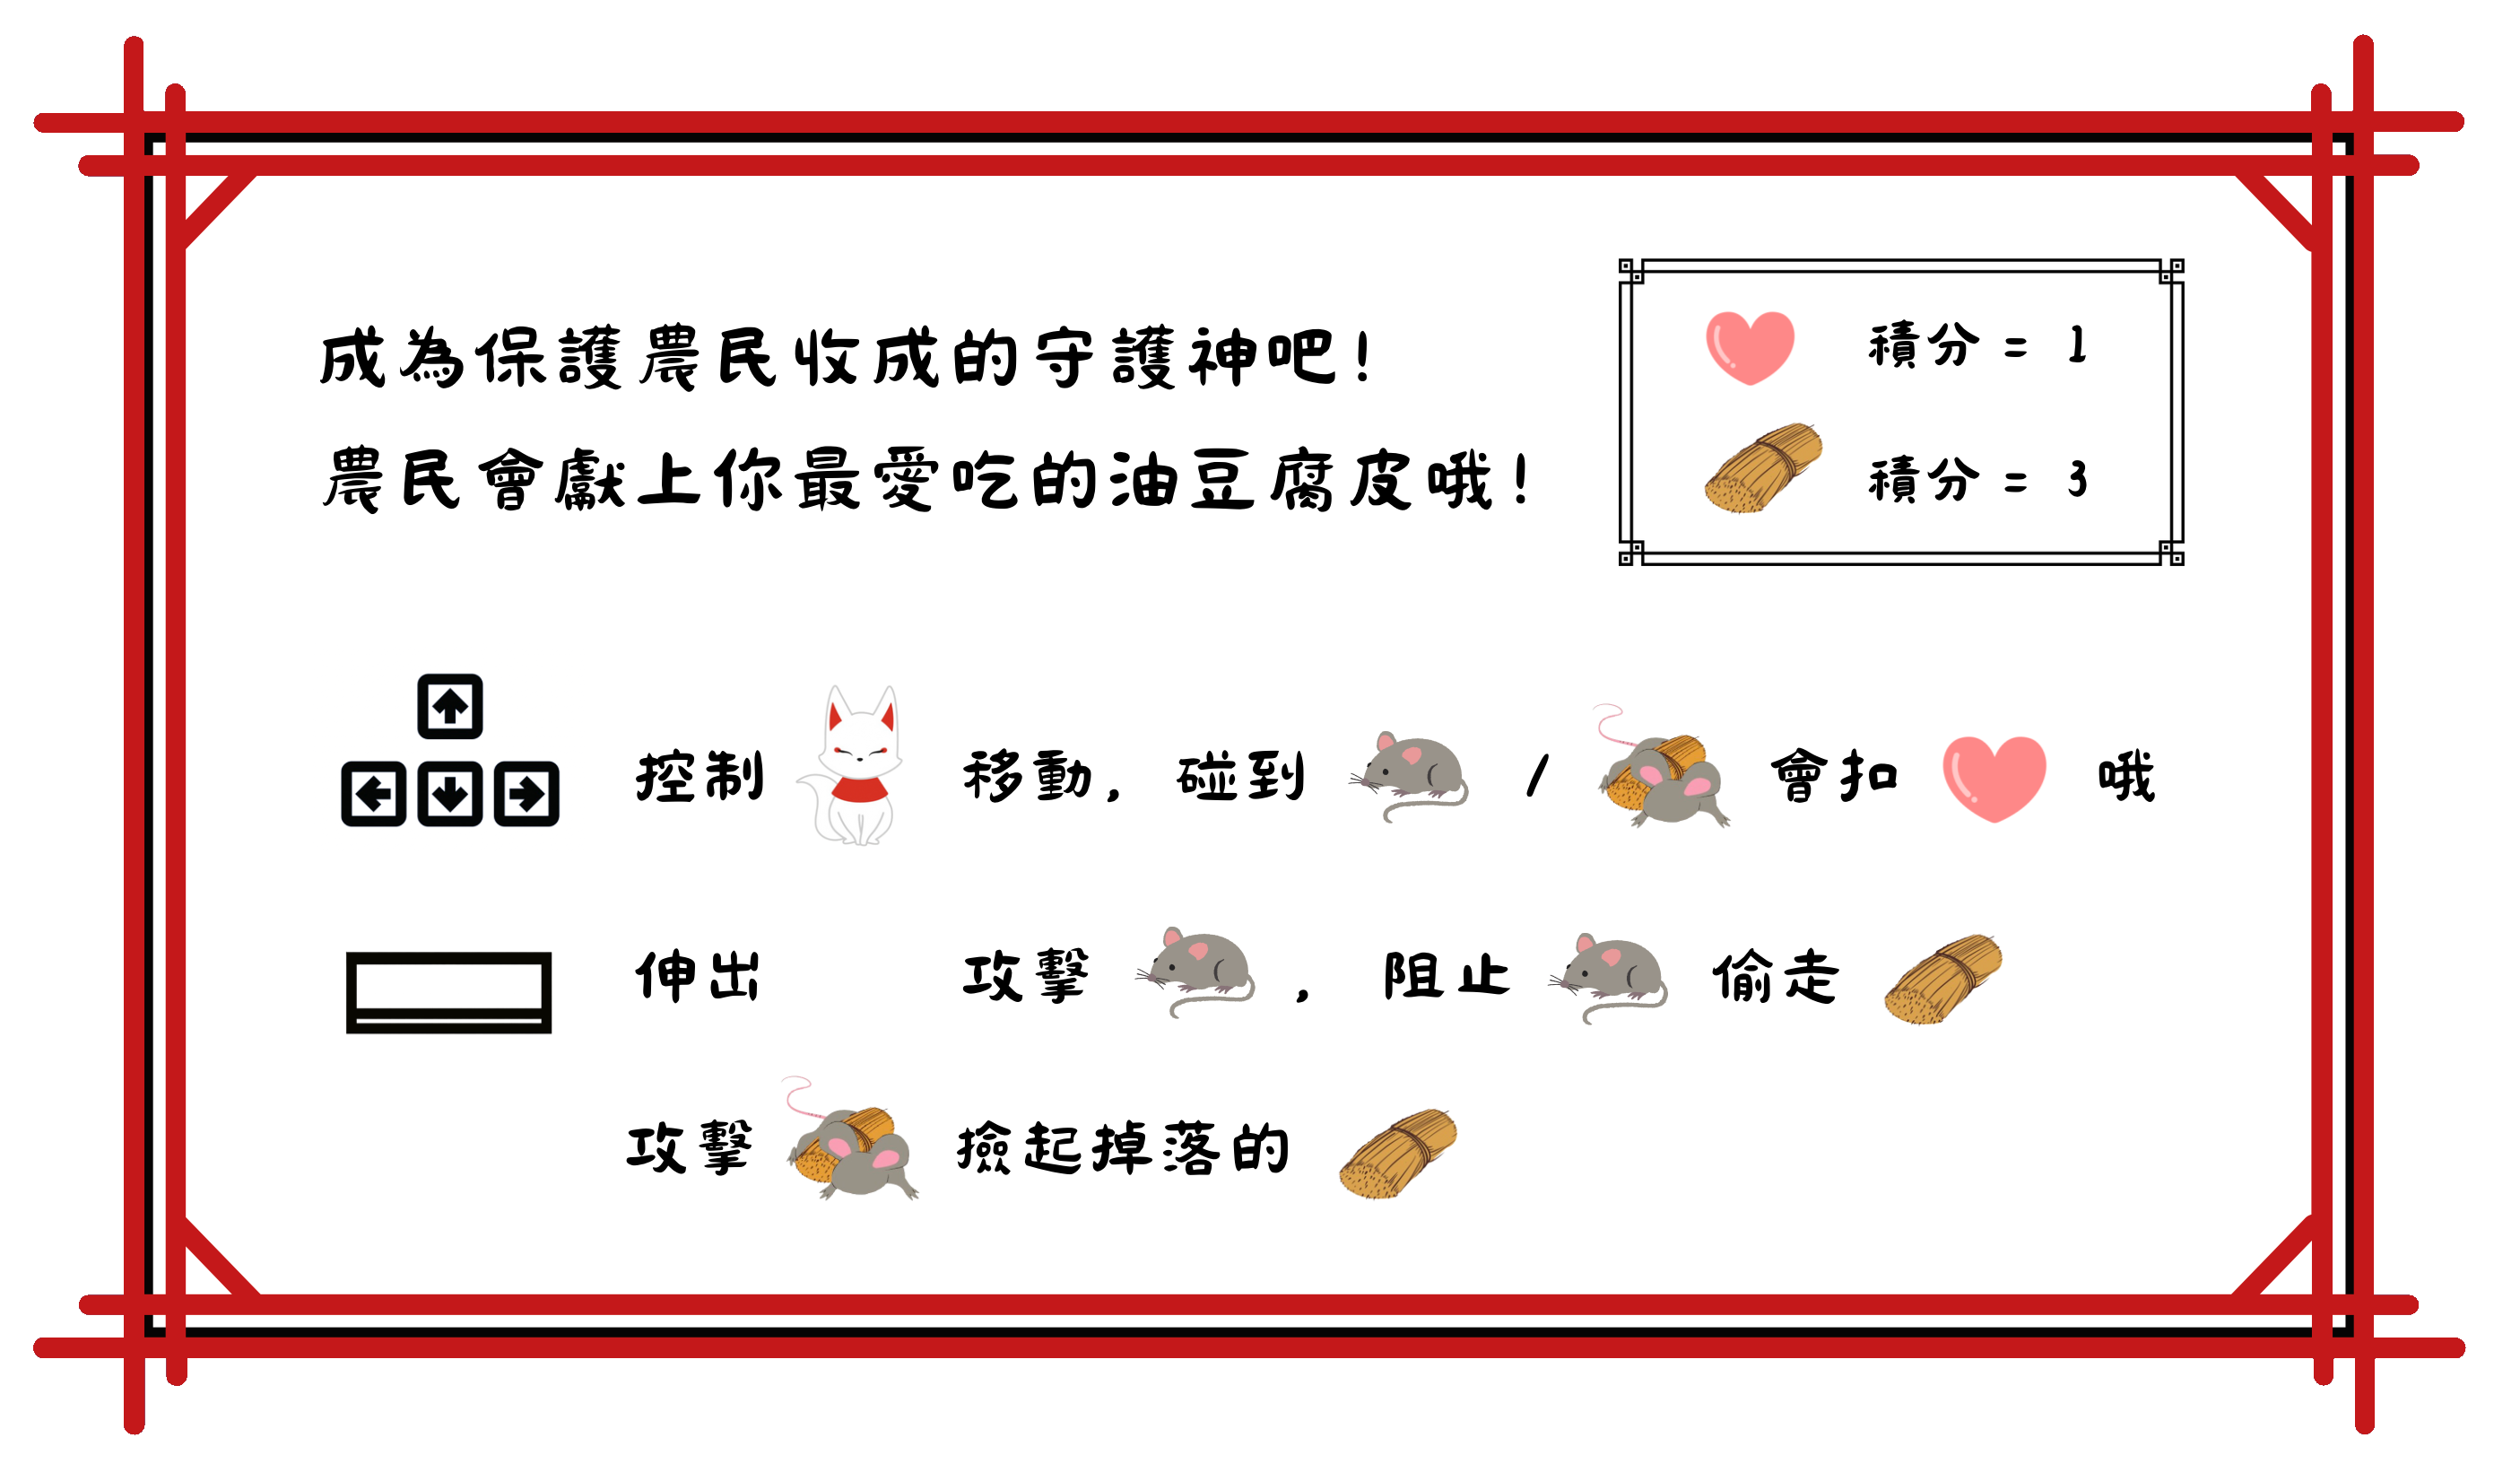 成為保護農民收成的守護神吧!
農民會獻上你最愛吃的油豆腐皮哦!
積分 = 1
積分 = 3
控制 移動, 碰到 / 會扣 哦
伸出 攻擊 , 阻止 偷走
攻擊 撿起掉落的